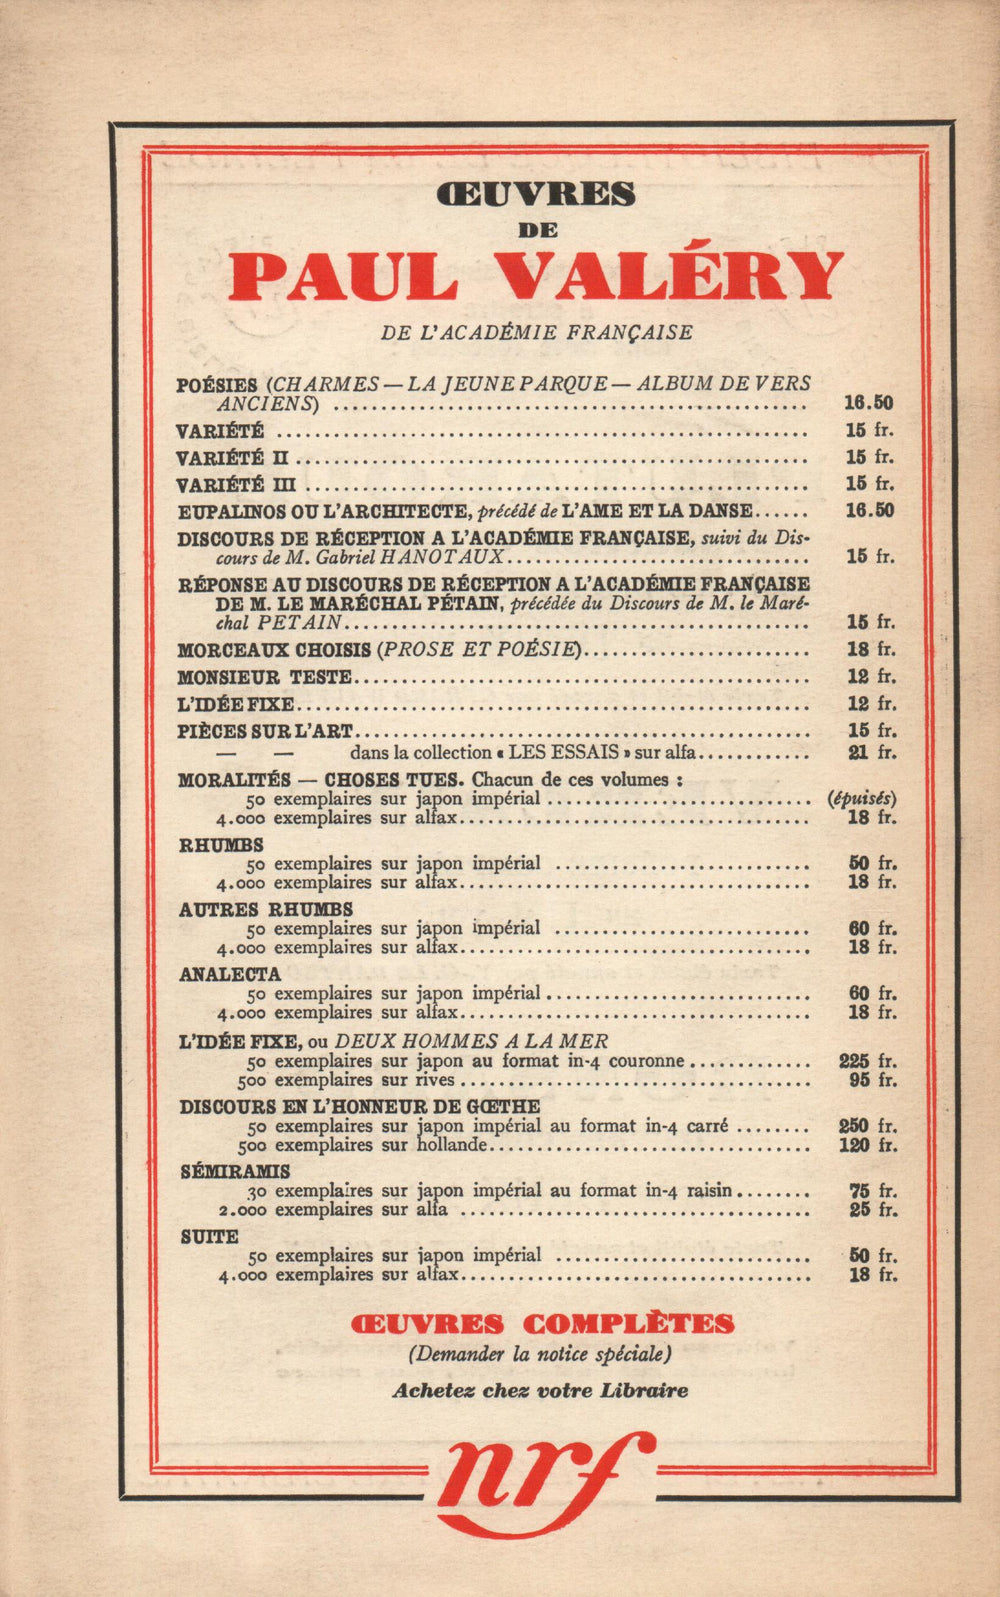 ŒUVRES
DE
PAUL VALÉRY
DE L'ACADÉMIE FRANÇAISE
POÉSIES (CHARMES — LA JEUNE PARQUE — ALBUM DE VERS
ANCIENS) ................................................ 16.50
VARIÉTÉ ...................................................... 15 fr.
VARIÉTÉ II .................................................... 15 fr.
VARIÉTÉ III ................................................... 15 fr.
EUPALINOS OU L'ARCHITECTE, précédé de L'AME ET LA DANSE...... 16.50
DISCOURS DE RÉCEPTION A L'ACADÉMIE FRANÇAISE, suivi du Dis-
cours de M. Gabriel HANOTAUX............................... 15 fr.
RÉPONSE AU DISCOURS DE RÉCEPTION A L'ACADÉMIE FRANÇAISE
DE M. LE MARÉCHAL PÉTAIN, précédée du Discours de M. le Maré-
chal PETAIN............................................... 15 fr.
MORCEAUX CHOISIS (PROSE ET POÉSIE)....................... 18 fr.
MONSIEUR TESTE.............................................. 12 fr.
L'IDÉE FIXE.................................................... 12 fr.
PIÈCES SUR L'ART.............................................. 15 fr.
— — dans la collection « LES ESSAIS » sur alfa............ 21 fr.
MORALITÉS — CHOSES TUES. Chacun de ces volumes :
50 exemplaires sur japon impérial ........................... (épuisés)
4.000 exemplaires sur alfax................................... 18 fr.
RHUMBS
50 exemplaires sur japon impérial .......................... 50 fr.
4.000 exemplaires sur alfax................................... 18 fr.
AUTRES RHUMBS
50 exemplaires sur japon impérial .......................... 60 fr.
4.000 exemplaires sur alfax................................... 18 fr.
ANALECTA
50 exemplaires sur japon impérial........................... 60 fr.
4.000 exemplaires sur alfax................................... 18 fr.
L'IDÉE FIXE, ou DEUX HOMMES A LA MER
50 exemplaires sur japon au format in-4 couronne ............ 225 fr.
500 exemplaires sur rives ................................... 95 fr.
DISCOURS EN L'HONNEUR DE GŒTHE
50 exemplaires sur japon impérial au format in-4 carré ........ 250 fr.
500 exemplaires sur hollande................................ 120 fr.
SÉMIRAMIS
30 exemplaires sur japon impérial au format in-4 raisin........ 75 fr.
2.000 exemplaires sur alfa ................................... 25 fr.
SUITE
50 exemplaires sur japon impérial .......................... 50 fr.
4.000 exemplaires sur alfax................................... 18 fr.
ŒUVRES COMPLÈTES
(Demander la notice spéciale)
Achetez chez votre Libraire
nrf